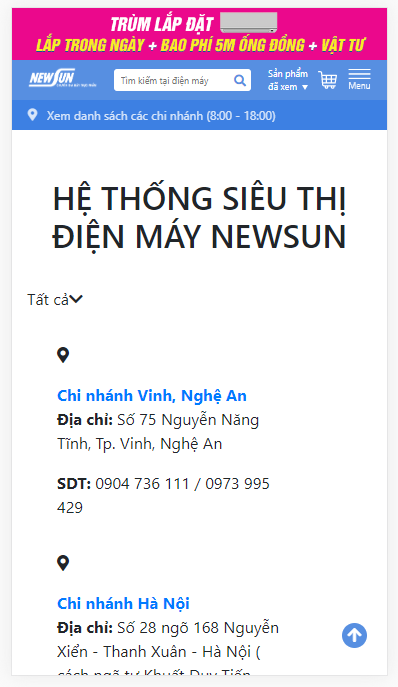 TRÙM LẮP ĐẶT
LẮP TRONG NGÀY + BAO PHÍ 5M ỐNG ĐỒNG + VẬT TƯ
NEWSUN
Tìm kiếm tại điện máy
Sản phẩm
đã xem ▼
Menu
Xem danh sách các chi nhánh (8:00 - 18:00)
HỆ THỐNG SIÊU THỊ
ĐIỆN MÁY NEWSUN
Tất cả
Chi nhánh Vinh, Nghệ An
Địa chỉ: Số 75 Nguyễn Năng
Tĩnh, Tp. Vinh, Nghệ An
SDT: 0904 736 111 / 0973 995
429
Chi nhánh Hà Nội
Địa chỉ: Số 28 ngõ 168 Nguyễn
Xiển - Thanh Xuân - Hà Nội (
cách ngã tư Khuất Duy Tiến